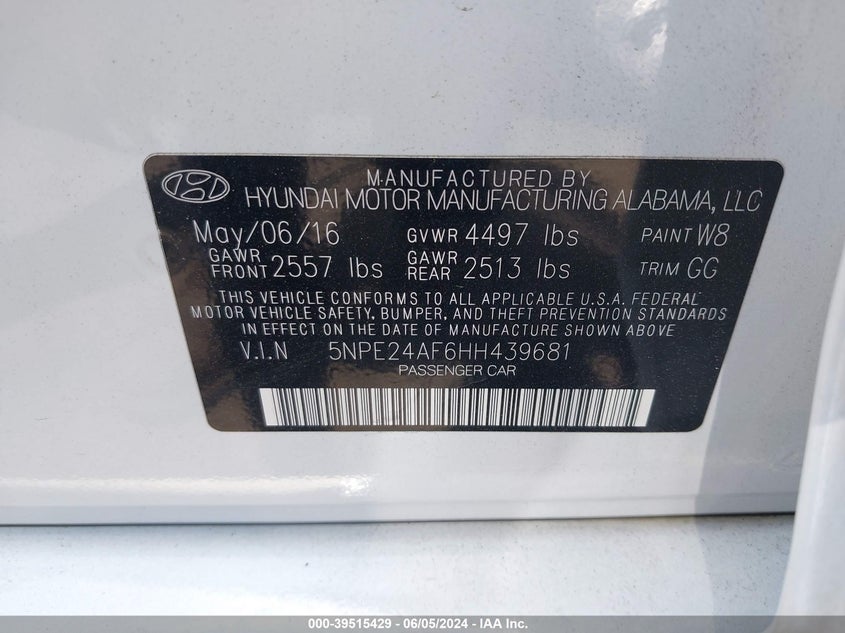 MANUFACTURED BY
HYUNDAI MOTOR MANUFACTURING ALABAMA, LLC
May/06/16 GVWR 4497 lbs PAINT W8
GAWR FRONT 2557 lbs GAWR REAR 2513 lbs TRIM GG
THIS VEHICLE CONFORMS TO ALL APPLICABLE U.S.A. FEDERAL
MOTOR VEHICLE SAFETY, BUMPER, AND THEFT PREVENTION STANDARDS
IN EFFECT ON THE DATE OF MANUFACTURE SHOWN ABOVE
V.I.N 5NPE24AF6HH439681
PASSENGER CAR
000-39515429 - 06/05/2024 - IAA Inc.